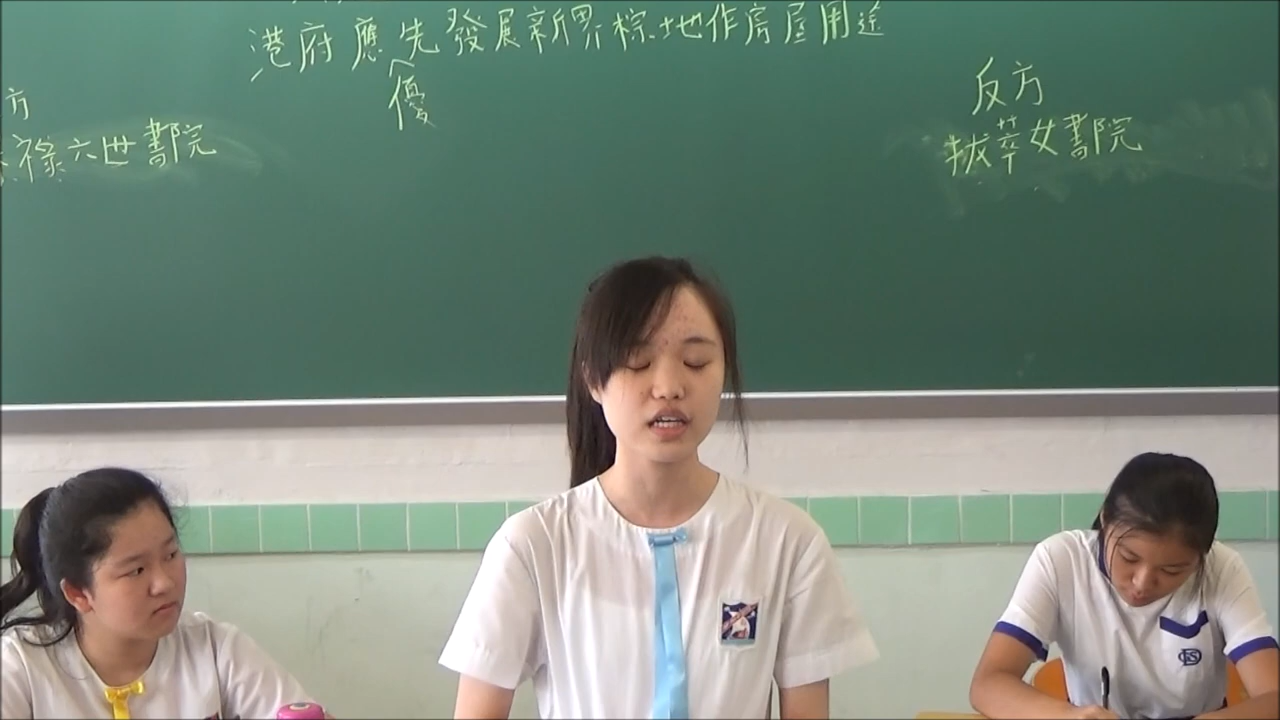 港府應先發展新界棕地作房屋用途
優
方
祿六世書院
反方
拔萃女書院